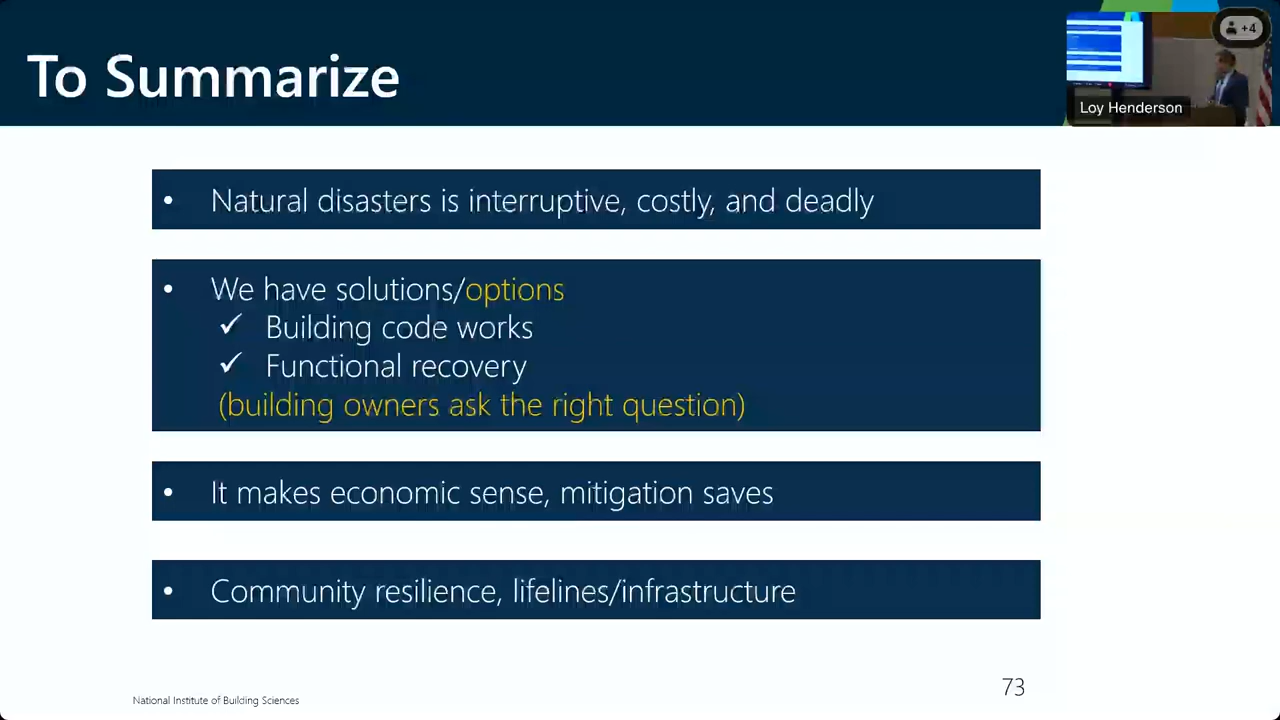 To Summarize
+4
Loy Henderson
• Natural disasters is interruptive, costly, and deadly
• We have solutions/options
✓ Building code works
✓ Functional recovery
(building owners ask the right question)
• It makes economic sense, mitigation saves
• Community resilience, lifelines/infrastructure
National Institute of Building Sciences
73